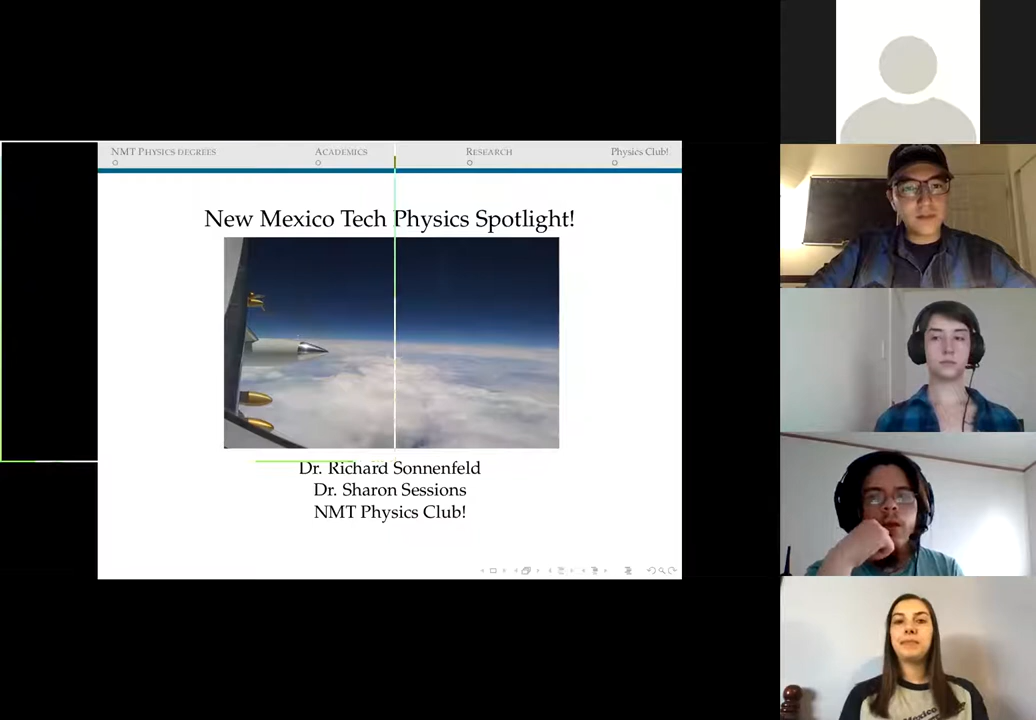 NMT Physics degrees
Academics
Research
Physics Club!
New Mexico Tech Physics Spotlight!
Dr. Richard Sonnenfeld
Dr. Sharon Sessions
NMT Physics Club!
Mexico